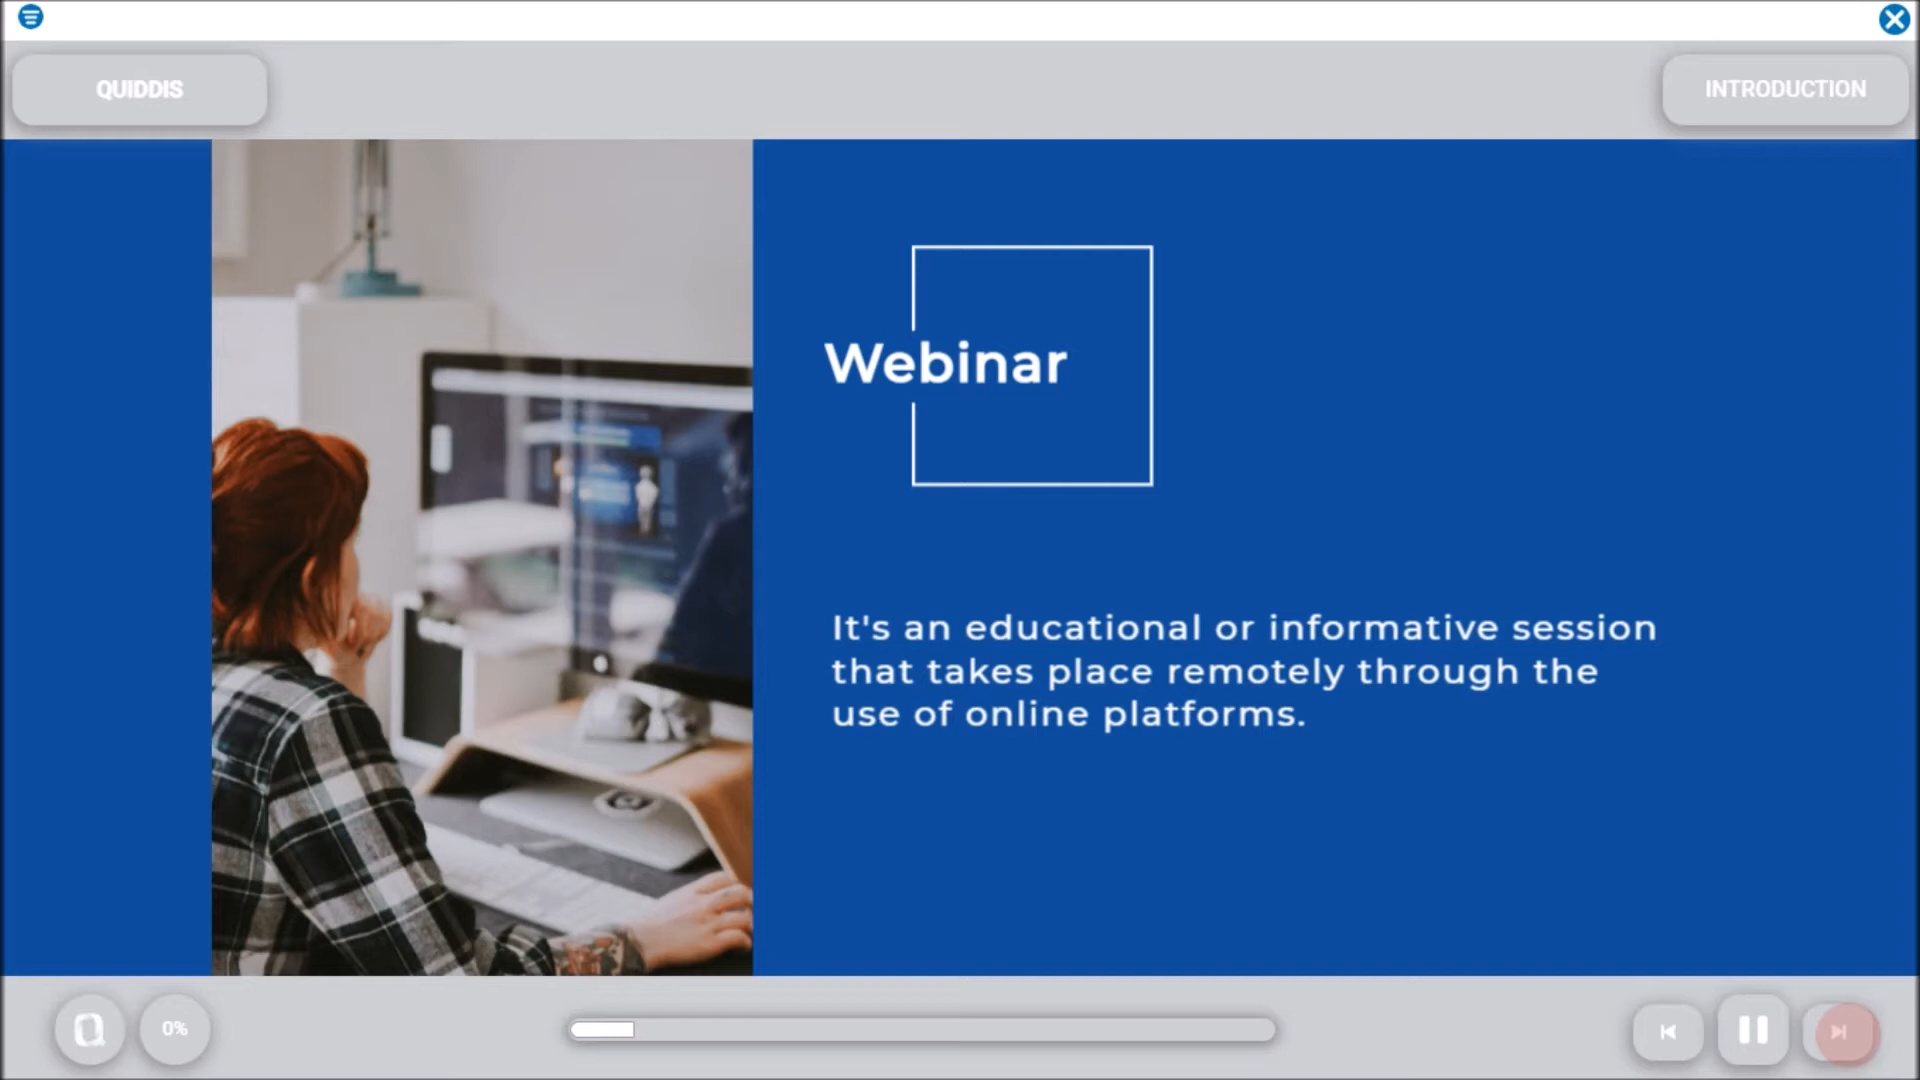 QUIDDIS
INTRODUCTION
Webinar
It's an educational or informative session
that takes place remotely through the
use of online platforms.
0%